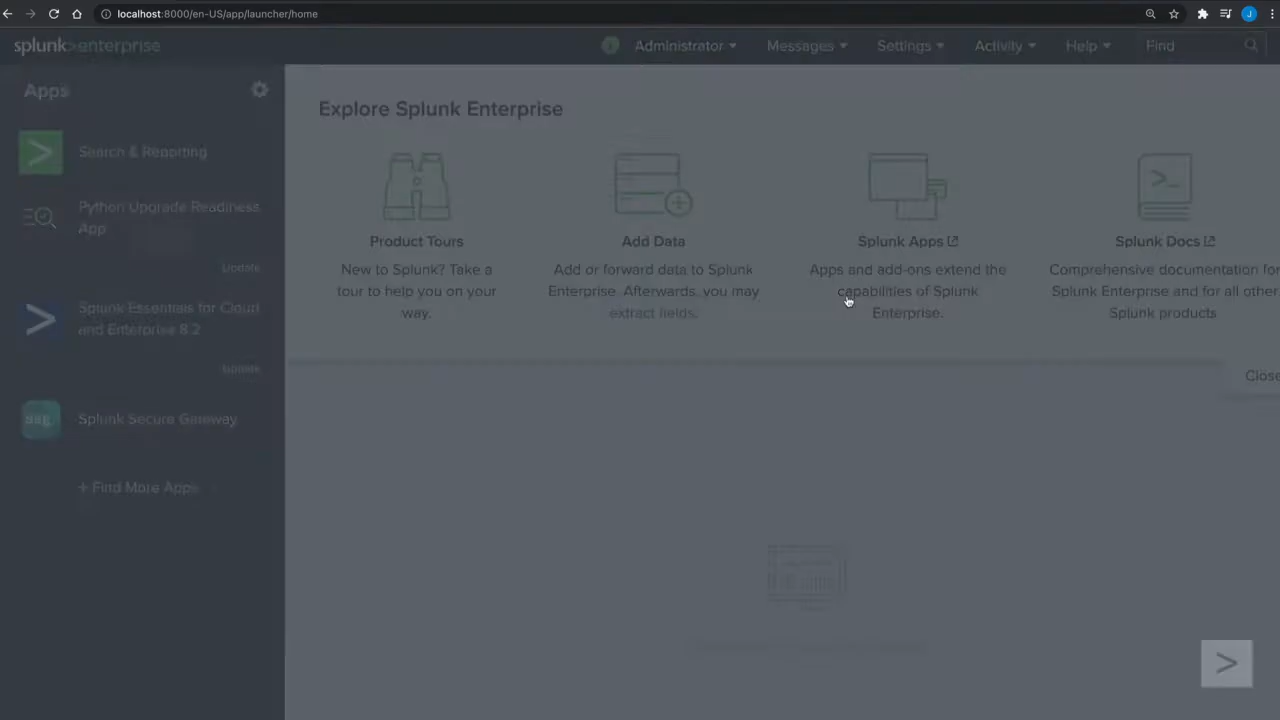 localhost:8000/en-US/app/launcher/home
J
splunk>enterprise
i
Administrator
Messages
Settings
Activity
Help
Find
Apps
Search & Reporting
Python Upgrade Readiness
App
Update
Splunk Essentials for Cloud
and Enterprise 8.2
Update
ssg
Splunk Secure Gateway
+ Find More Apps
Explore Splunk Enterprise
Product Tours
New to Splunk? Take a
tour to help you on your
way.
Add Data
Add or forward data to Splunk
Enterprise. Afterwards, you may
extract fields.
Splunk Apps
Apps and add-ons extend the
capabilities of Splunk
Enterprise.
Splunk Docs
Comprehensive documentation for
Splunk Enterprise and for all other
Splunk products
Close